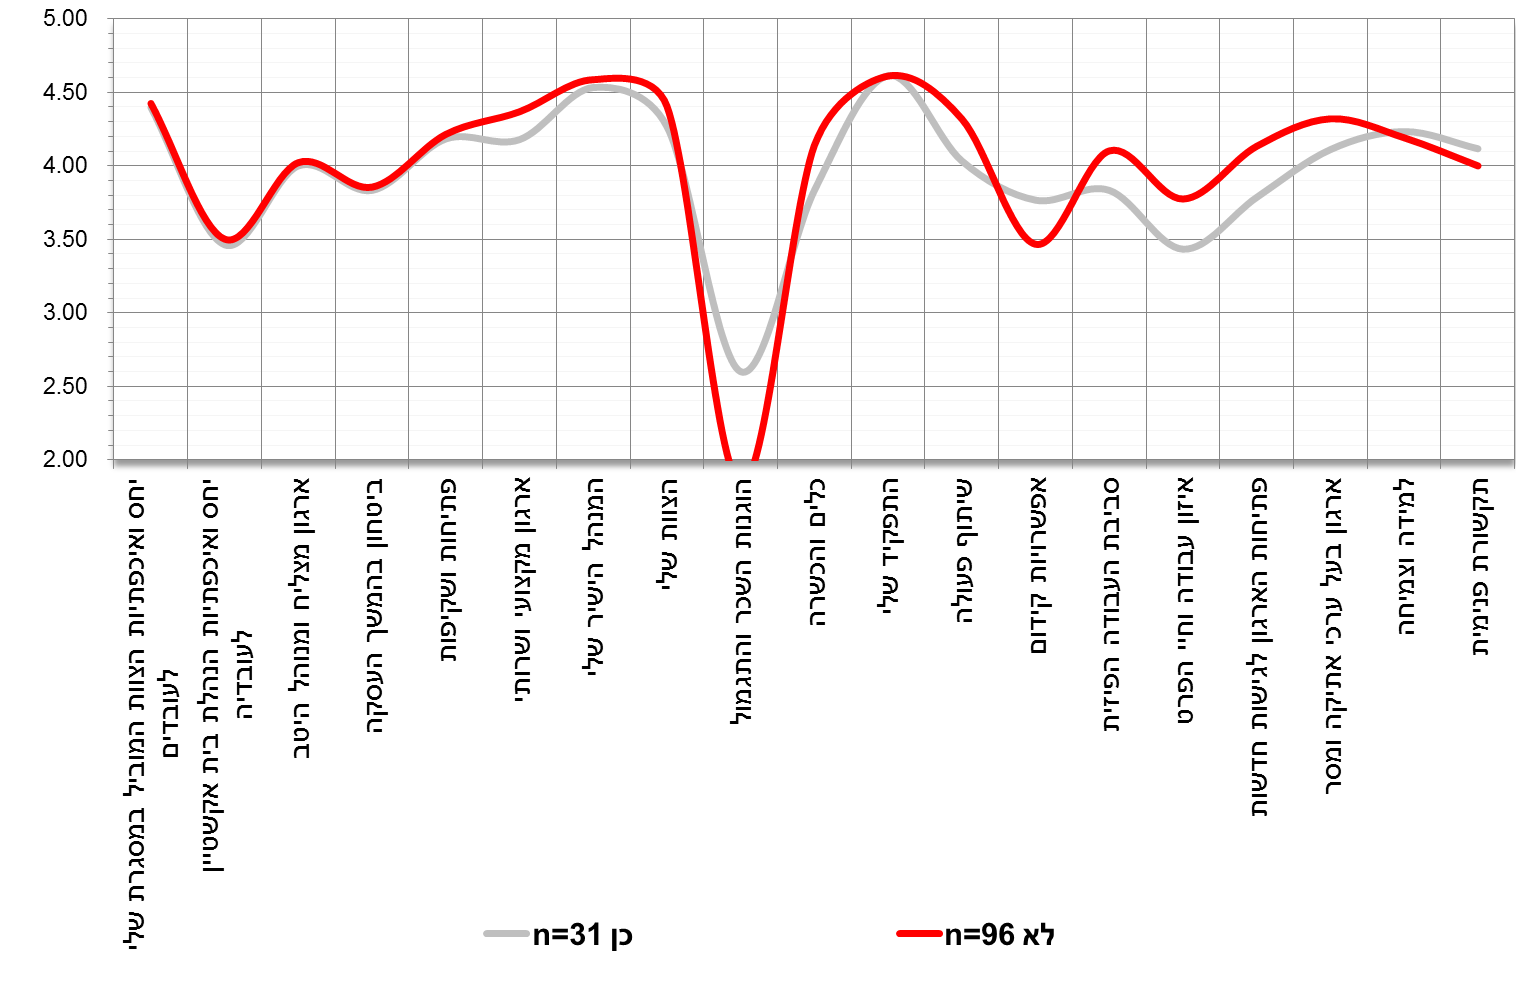 5.00
4.50
4.00
3.50
3.00
2.50
2.00
יחס ואיכפתיות הצוות המוביל במסגרת שלי
לעובדים
יחס ואיכפתיות הנהלת בית אקשטיין
לעובדיה
ארגון מצליח ומנוהל היטב
ביטחון בהמשך העסקה
פתיחות ושקיפות
ארגון מקצועי ושרותי
המנהל הישיר שלי
הצוות שלי
הוגנות השכר והתגמול
כלים והכשרה
התפקיד שלי
שיתוף פעולה
אפשרויות קידום
סביבת העבודה הפיזית
איזון עבודה וחיי הפרט
פתיחות הארגון לגישות חדשות
ארגון בעל ערכי אתיקה ומסר
למידה וצמיחה
תקשורת פנימית
כן n=31
לא n=96